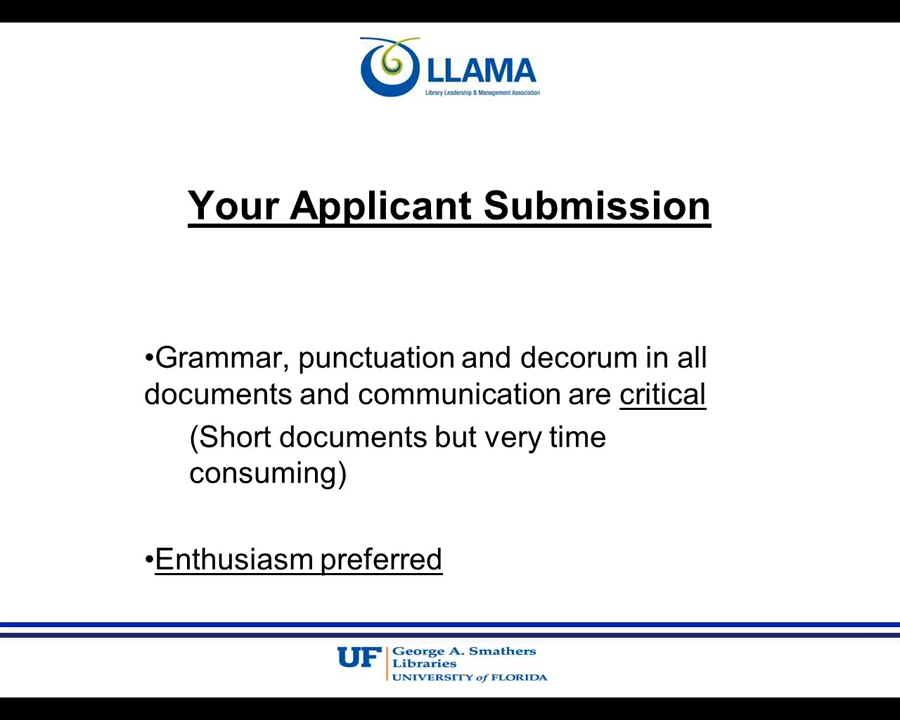 LLAMA
Library Leadership & Management Association
Your Applicant Submission
•Grammar, punctuation and decorum in all
documents and communication are critical
(Short documents but very time
consuming)
•Enthusiasm preferred
UF George A. Smathers
Libraries
UNIVERSITY of FLORIDA